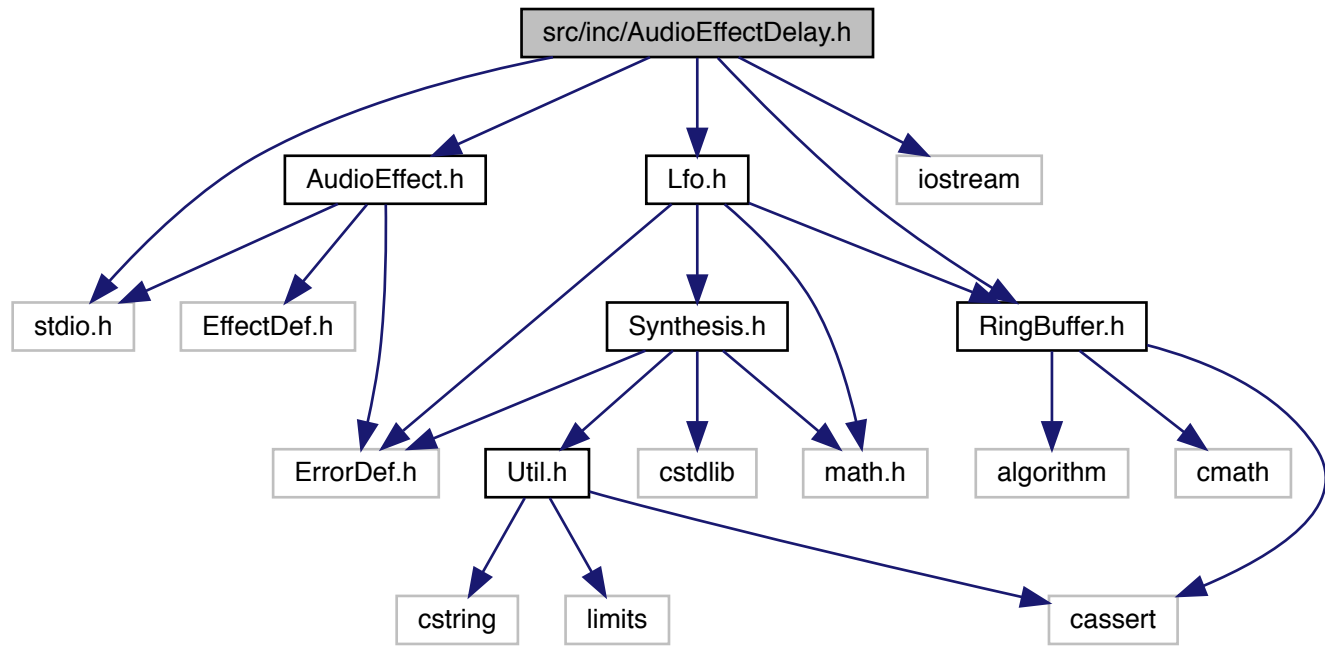 src/inc/AudioEffectDelay.h
AudioEffect.h
Lfo.h
iostream
stdio.h
EffectDef.h
Synthesis.h
RingBuffer.h
ErrorDef.h
Util.h
cstdlib
math.h
algorithm
cmath
cstring
limits
cassert